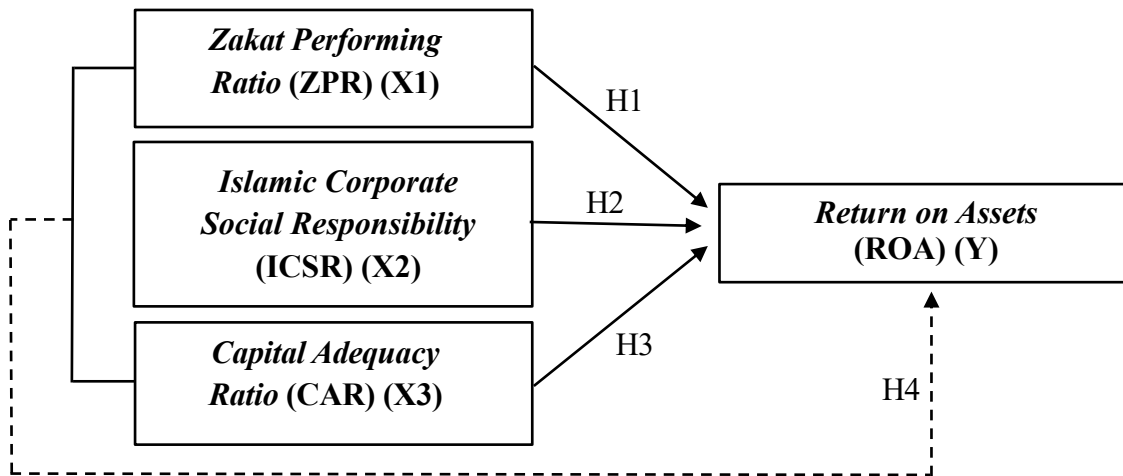 Zakat Performing
Ratio (ZPR) (X1)
H1
Islamic Corporate
Social Responsibility
(ICSR) (X2)
H2
Return on Assets
(ROA) (Y)
Capital Adequacy
Ratio (CAR) (X3)
H3
H4